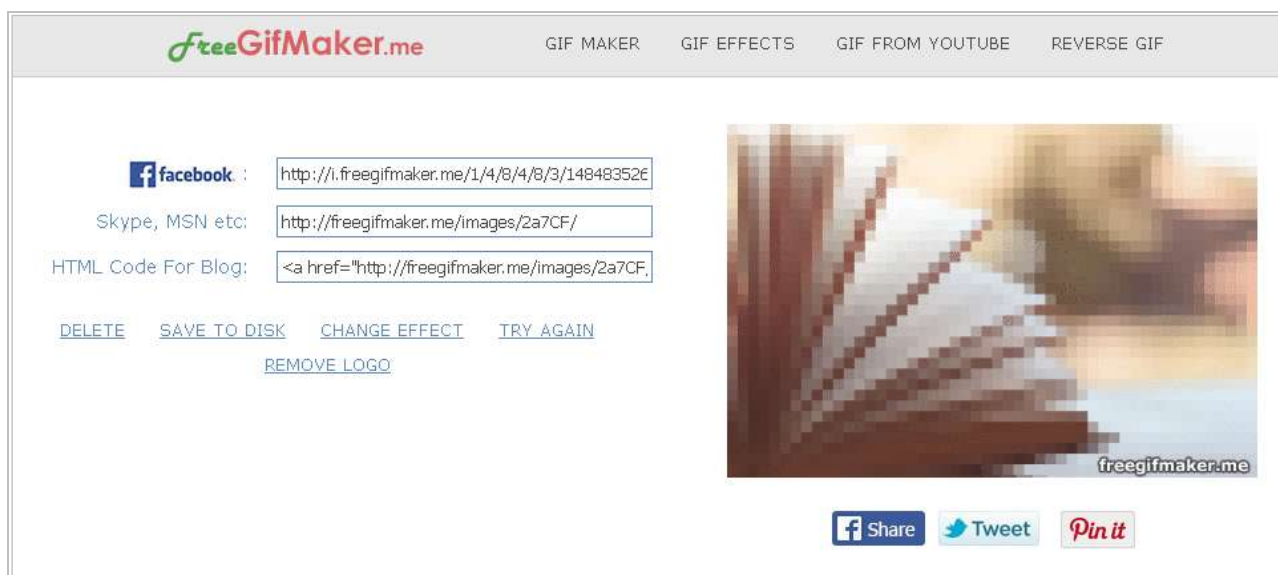 FreeGifMaker.me
GIF MAKER GIF EFFECTS GIF FROM YOUTUBE REVERSE GIF
facebook. : http://i.freegifmaker.me/1/4/8/4/8/3/148483526
Skype, MSN etc: http://freegifmaker.me/images/2a7CF/
HTML Code For Blog: <a href="http://freegifmaker.me/images/2a7CF
DELETE SAVE TO DISK CHANGE EFFECT TRY AGAIN
REMOVE LOGO
freegifmaker.me
Share Tweet Pin it